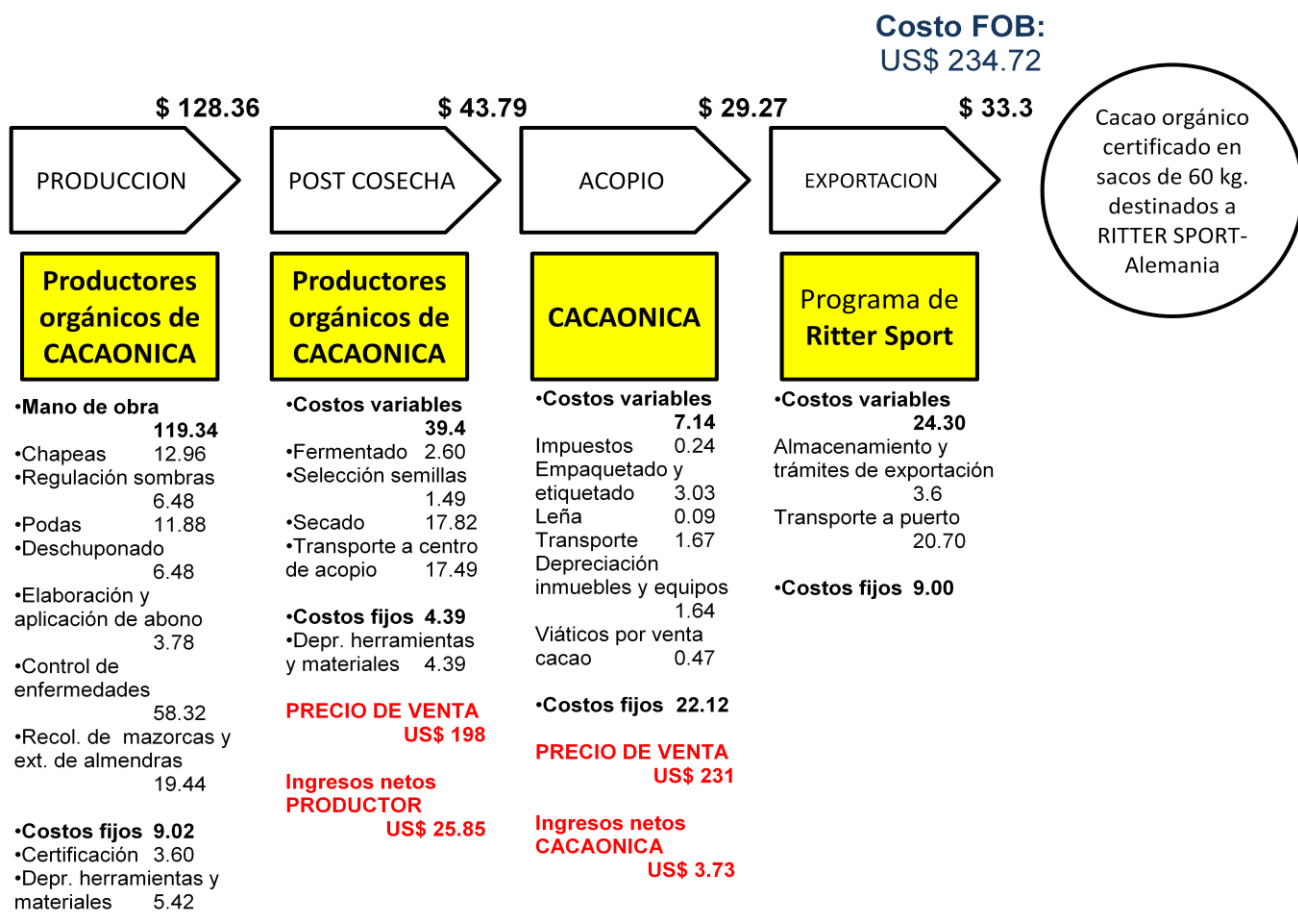 Costo FOB:
US$ 234.72
$ 128.36
$ 43.79
$ 29.27
$ 33.3
PRODUCCION
POST COSECHA
ACOPIO
EXPORTACION
Cacao orgánico
certificado en
sacos de 60 kg.
destinados a
RITTER SPORT-
Alemania
Productores
orgánicos de
CACAONICA
Productores
orgánicos de
CACAONICA
CACAONICA
Programa de
Ritter Sport
•Mano de obra
119.34
•Chapeas 12.96
•Regulación sombras
6.48
•Podas 11.88
•Deschuponado
6.48
•Elaboración y
aplicación de abono
3.78
•Control de
enfermedades
58.32
•Recol. de mazorcas y
ext. de almendras
19.44
•Costos fijos 9.02
•Certificación 3.60
•Depr. herramientas y
materiales 5.42
•Costos variables
39.4
•Fermentado 2.60
•Selección semillas
1.49
•Secado 17.82
•Transporte a centro
de acopio 17.49
•Costos fijos 4.39
•Depr. herramientas
y materiales 4.39
PRECIO DE VENTA
US$ 198
Ingresos netos
PRODUCTOR
US$ 25.85
•Costos variables
7.14
Impuestos 0.24
Empaquetado y
etiquetado 3.03
Leña 0.09
Transporte 1.67
Depreciación
inmuebles y equipos
1.64
Viáticos por venta
cacao 0.47
•Costos fijos 22.12
PRECIO DE VENTA
US$ 231
Ingresos netos
CACAONICA
US$ 3.73
•Costos variables
24.30
Almacenamiento y
trámites de exportación
3.6
Transporte a puerto
20.70
•Costos fijos 9.00